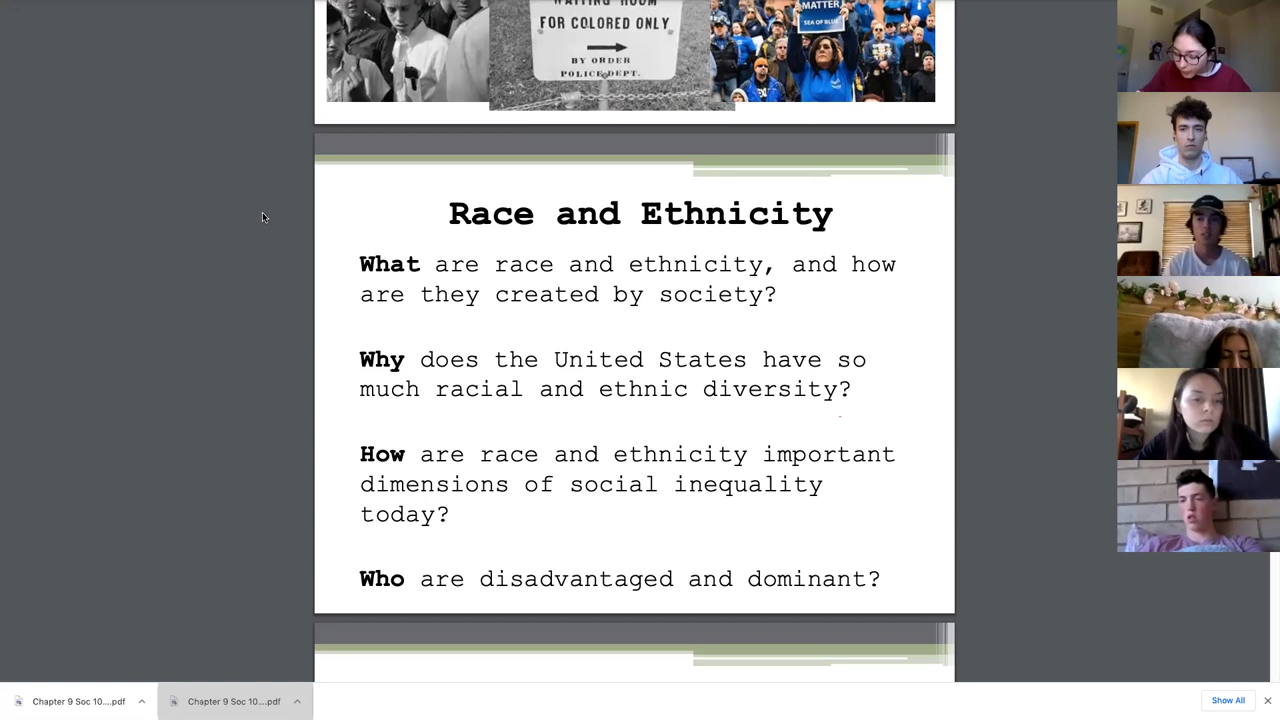 WAITING ROOM
FOR COLORED ONLY
BY ORDER
POLICE DEPT.
MATTER
SEA OF BLUE
Race and Ethnicity
What are race and ethnicity, and how
are they created by society?
Why does the United States have so
much racial and ethnic diversity?
How are race and ethnicity important
dimensions of social inequality
today?
Who are disadvantaged and dominant?
Chapter 9 Soc 10....pdf
Chapter 9 Soc 10....pdf
Show All